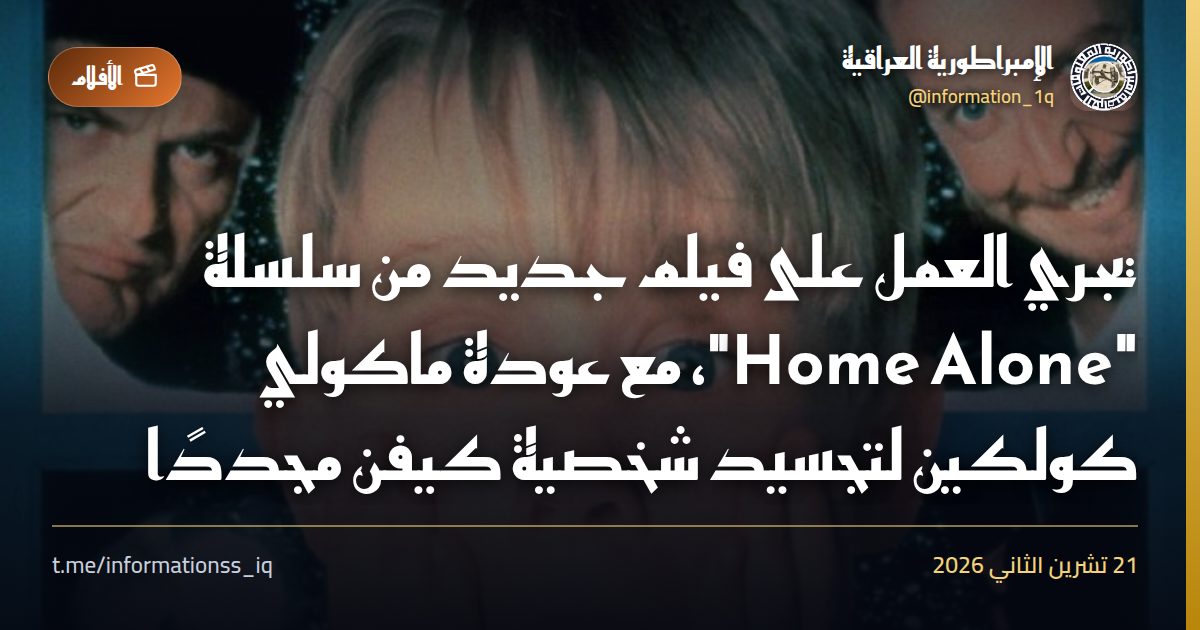 الإمبراطورية العراقية
@information_1q
الأفلام
تجري العمل على فيلم جديد من سلسلة
"Home Alone"، مع عودة ماكولي
كولكين لتجسيد شخصية كيفن مجددًا
21 تشرين الثاني 2026
t.me/informationss_iq